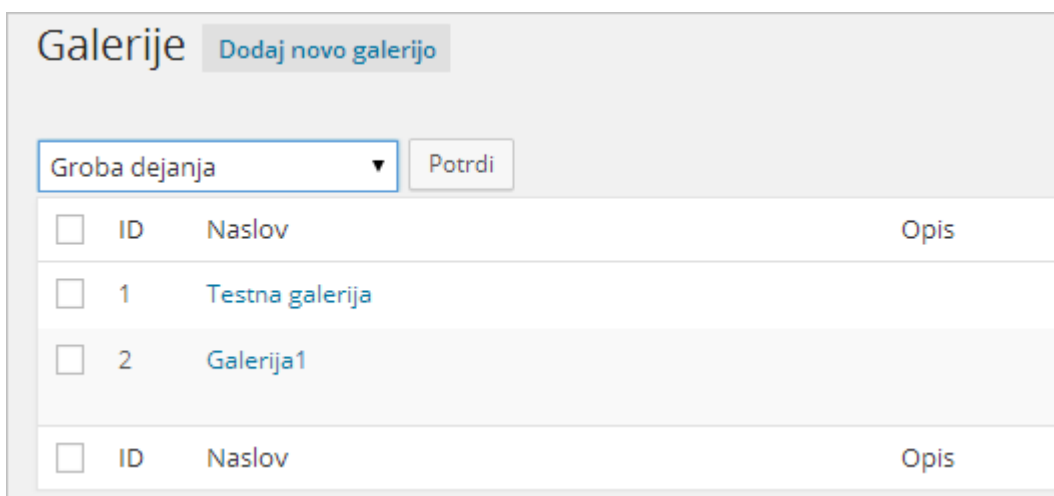 Galerije Dodaj novo galerijo
Groba dejanja Potrdi
ID Naslov Opis
1 Testna galerija
2 Galerija1
ID Naslov Opis